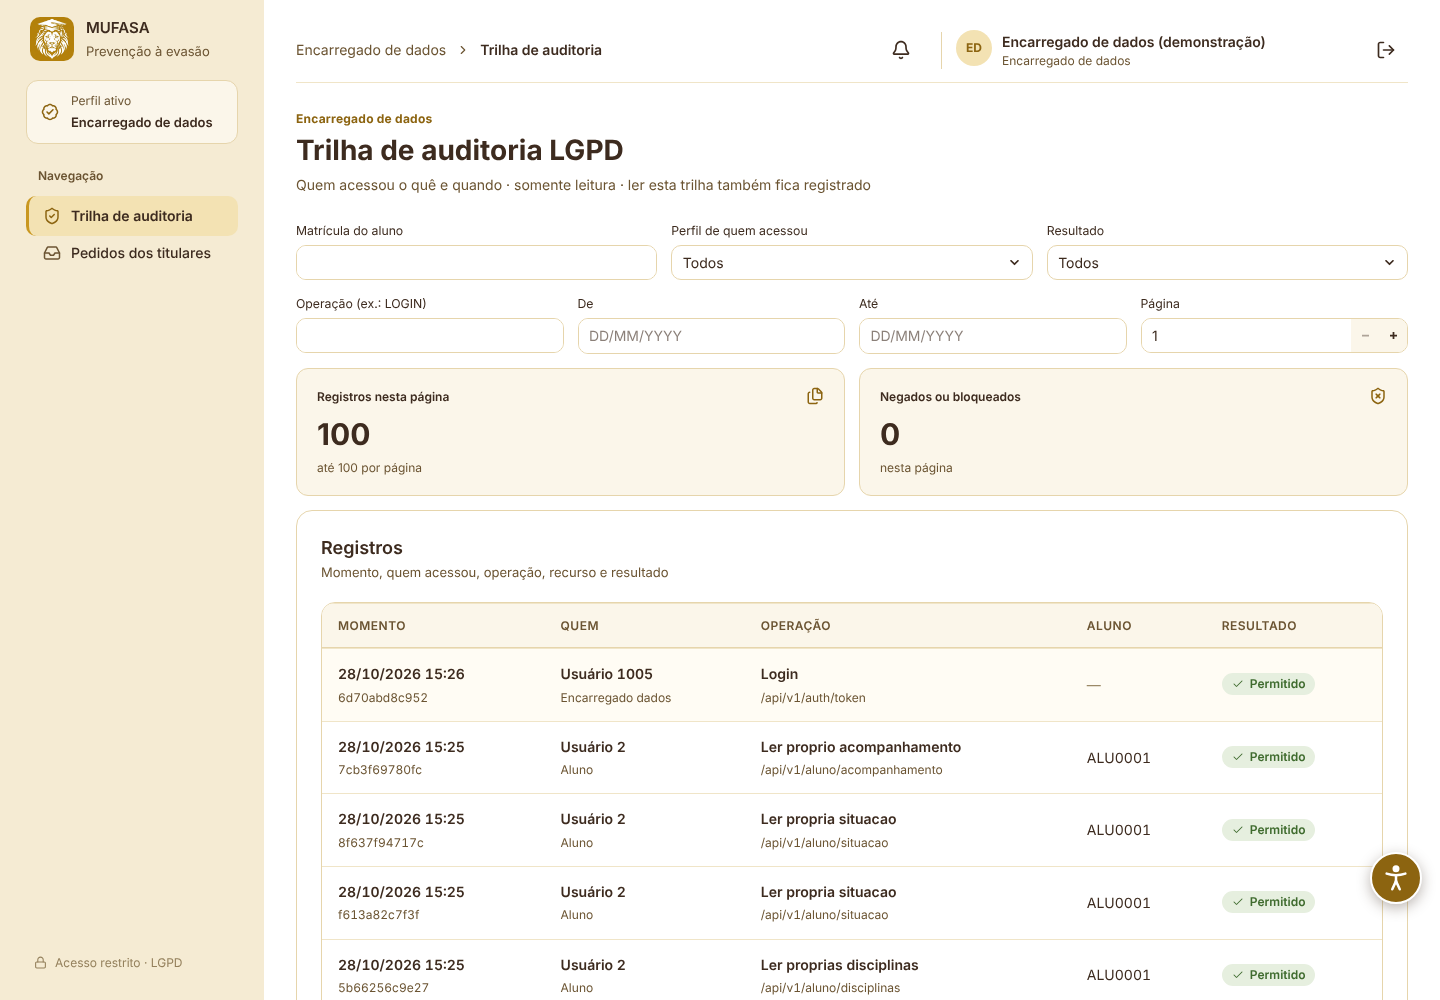 MUFASA
Prevenção à evasão
Perfil ativo
Encarregado de dados
Navegação
Trilha de auditoria
Pedidos dos titulares
Acesso restrito · LGPD
Encarregado de dados > Trilha de auditoria
ED
Encarregado de dados (demonstração)
Encarregado de dados
Encarregado de dados
Trilha de auditoria LGPD
Quem acessou o quê e quando · somente leitura · ler esta trilha também fica registrado
Matrícula do aluno
Perfil de quem acessou
Todos
Resultado
Todos
Operação (ex.: LOGIN)
De
DD/MM/YYYY
Até
DD/MM/YYYY
Página
1 − +
Registros nesta página
100
até 100 por página
Negados ou bloqueados
0
nesta página
Registros
Momento, quem acessou, operação, recurso e resultado
MOMENTO QUEM OPERAÇÃO ALUNO RESULTADO
28/10/2026 15:26 Usuário 1005 Login — Permitido
6d70abd8c952 Encarregado dados /api/v1/auth/token
28/10/2026 15:25 Usuário 2 Ler proprio acompanhamento ALU0001 Permitido
7cb3f69780fc Aluno /api/v1/aluno/acompanhamento
28/10/2026 15:25 Usuário 2 Ler propria situacao ALU0001 Permitido
8f637f94717c Aluno /api/v1/aluno/situacao
28/10/2026 15:25 Usuário 2 Ler propria situacao ALU0001 Permitido
f613a82c7f3f Aluno /api/v1/aluno/situacao
28/10/2026 15:25 Usuário 2 Ler proprias disciplinas ALU0001 Permitido
5b66256c9e27 Aluno /api/v1/aluno/disciplinas